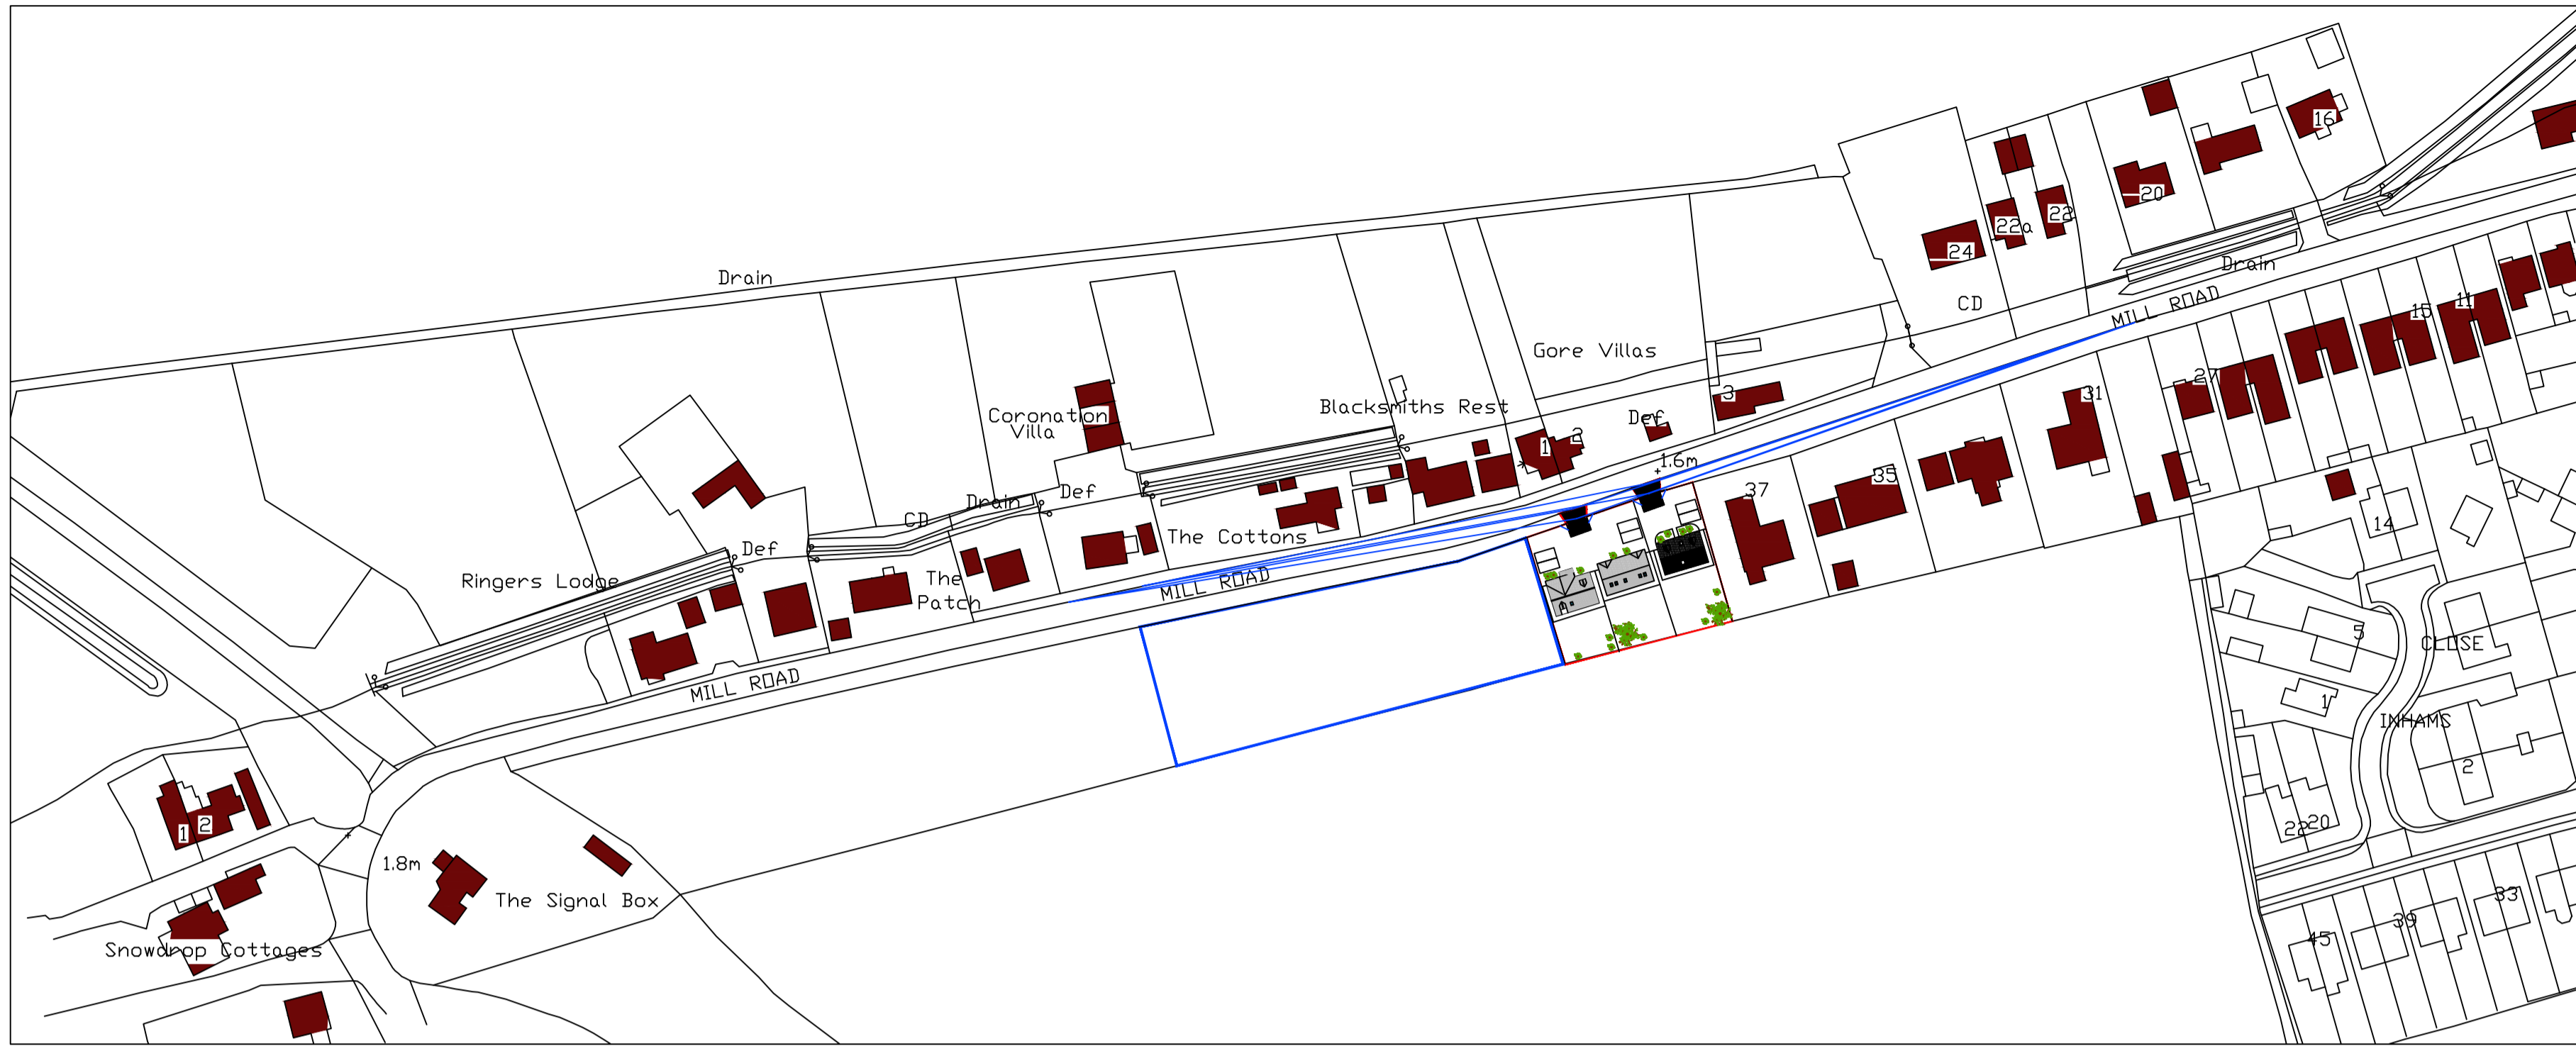 16
20
22
22a
24
Drain
CD
Drain
MILL ROAD
11
15
Gore Villas
27
3
31
Coronation
Villa
Blacksmiths Rest
Def
1
2
1.6m
35
37
Def
Drain
CD
The Cottons
Def
14
Ringers Lodge
The
Patch
MILL ROAD
5
CLOSE
MILL ROAD
1
INHAMS
2
1
2
22
20
1.8m
The Signal Box
33
39
45
Snowdrop Cottages